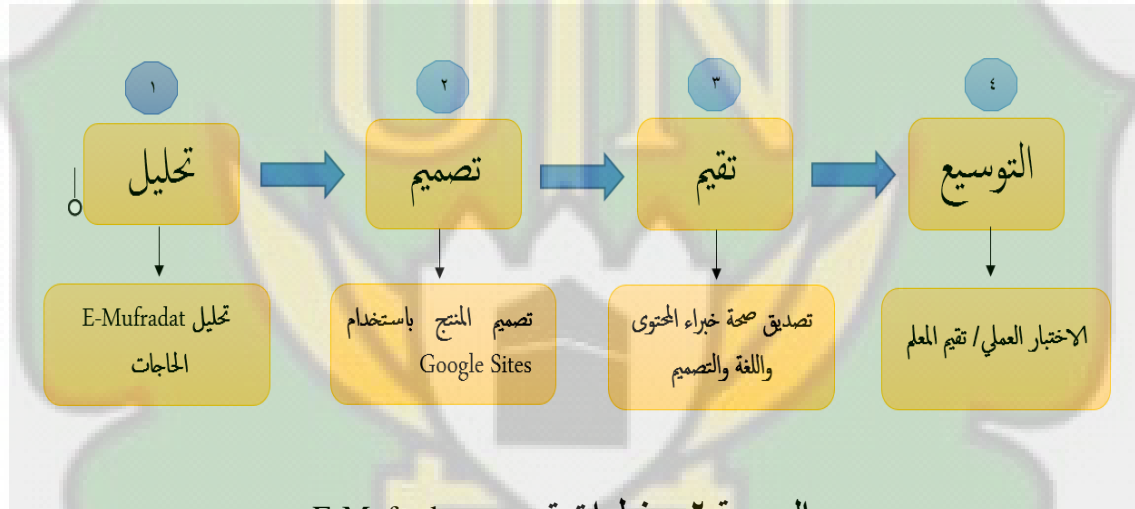 ١
تحليل
تحليل E-Mufradat
الحاجات
٢
تصميم
تصميم المنتج باستخدام
Google Sites
٣
تقيم
تصديق صحة خبراء المحتوى
واللغة والتصميم
٤
التوسيع
الاختبار العملي/ تقيم المعلم
UIN